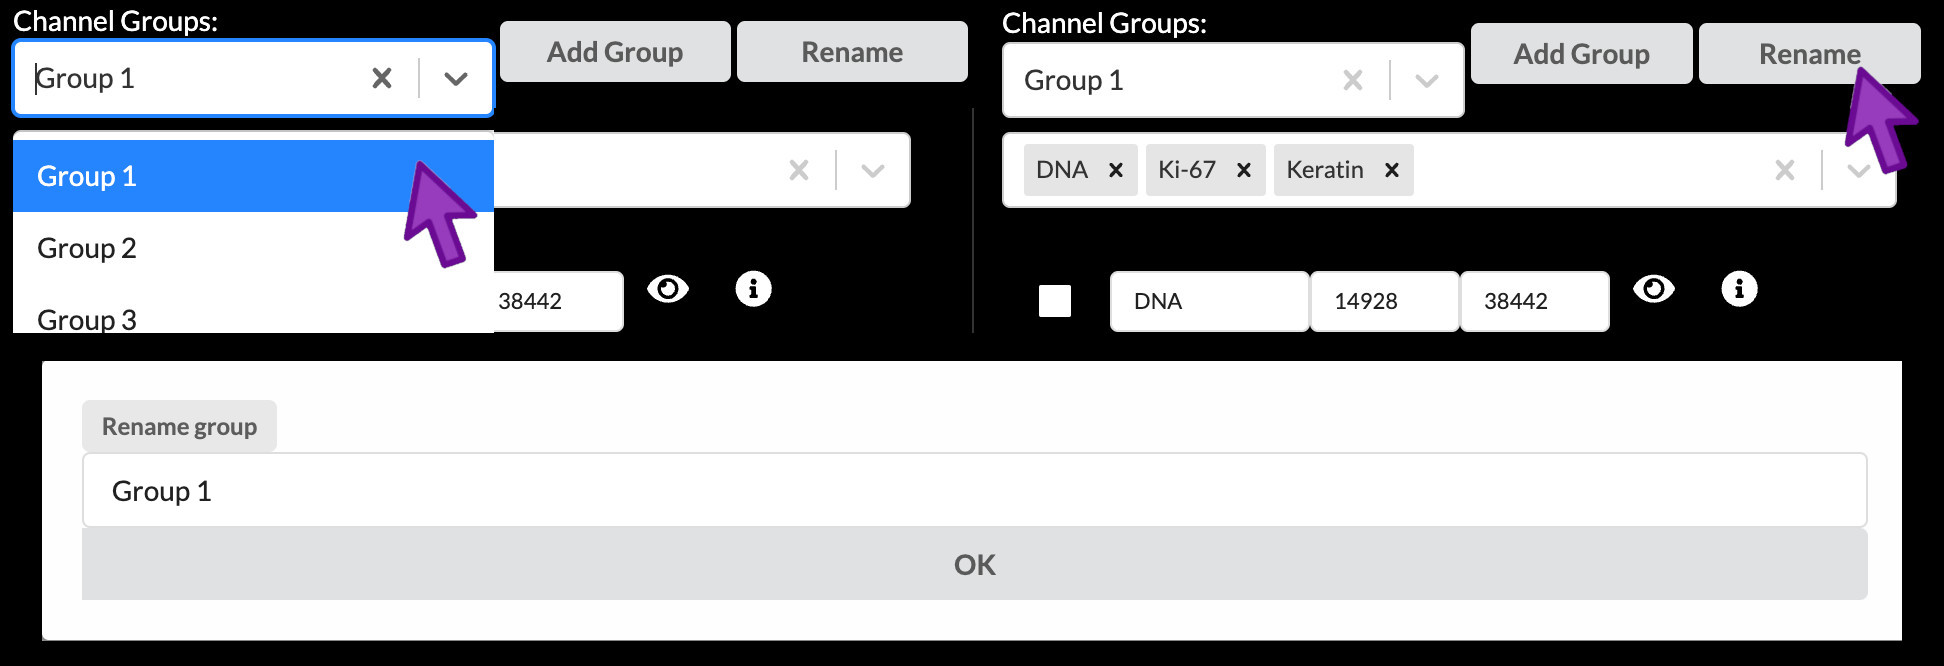 Channel Groups:
Group 1
Add Group
Rename
Group 1
Group 2
Group 3
38442
Channel Groups:
Group 1
Add Group
Rename
DNA
Ki-67
Keratin
DNA
14928
38442
Rename group
Group 1
OK